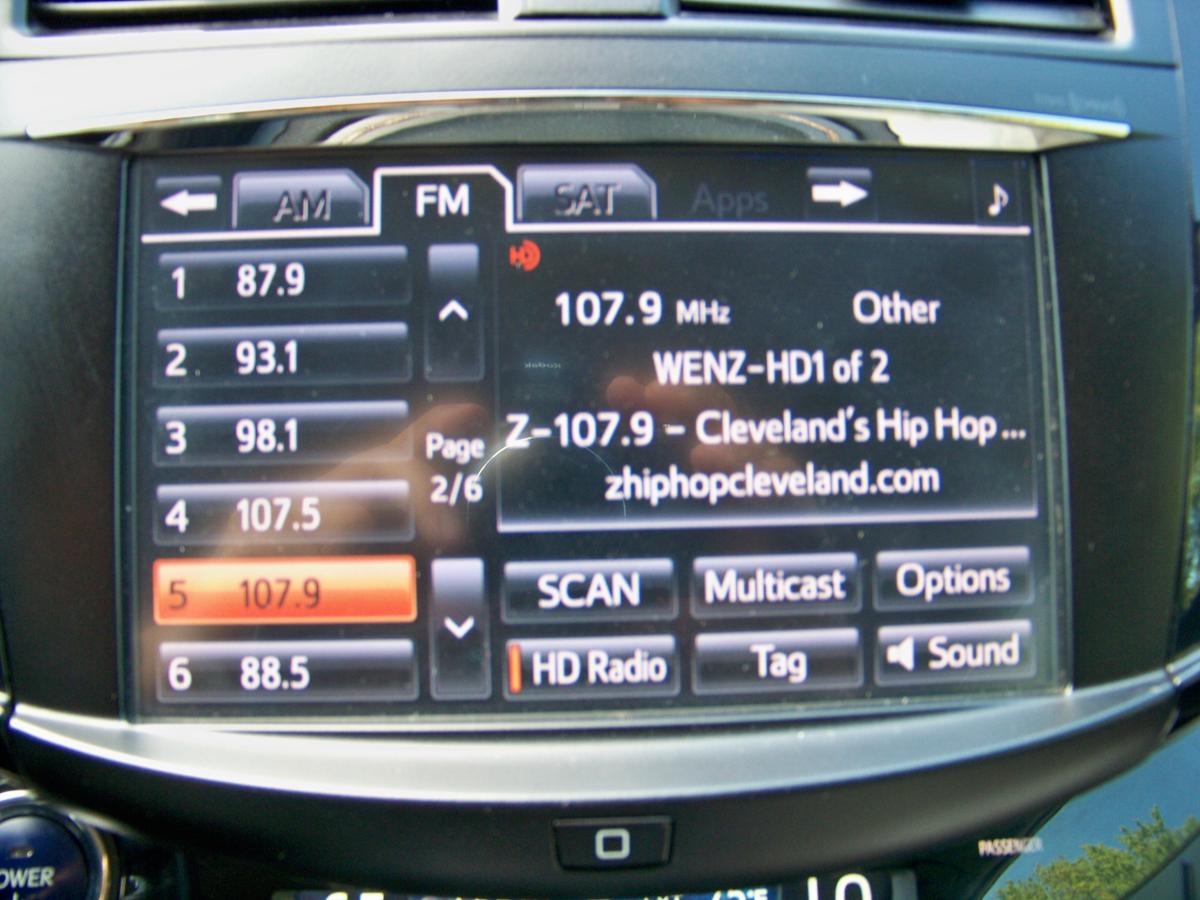 AM FM SAT Apps
1 87.9
2 93.1
3 98.1
4 107.5
5 107.9
6 88.5
Page
2/6
HD
107.9 MHz Other
WENZ-HD1 of 2
Z-107.9 - Cleveland's Hip Hop ...
zhiphopcleveland.com
SCAN Multicast Options
HD Radio Tag Sound
PASSENGER
POWER